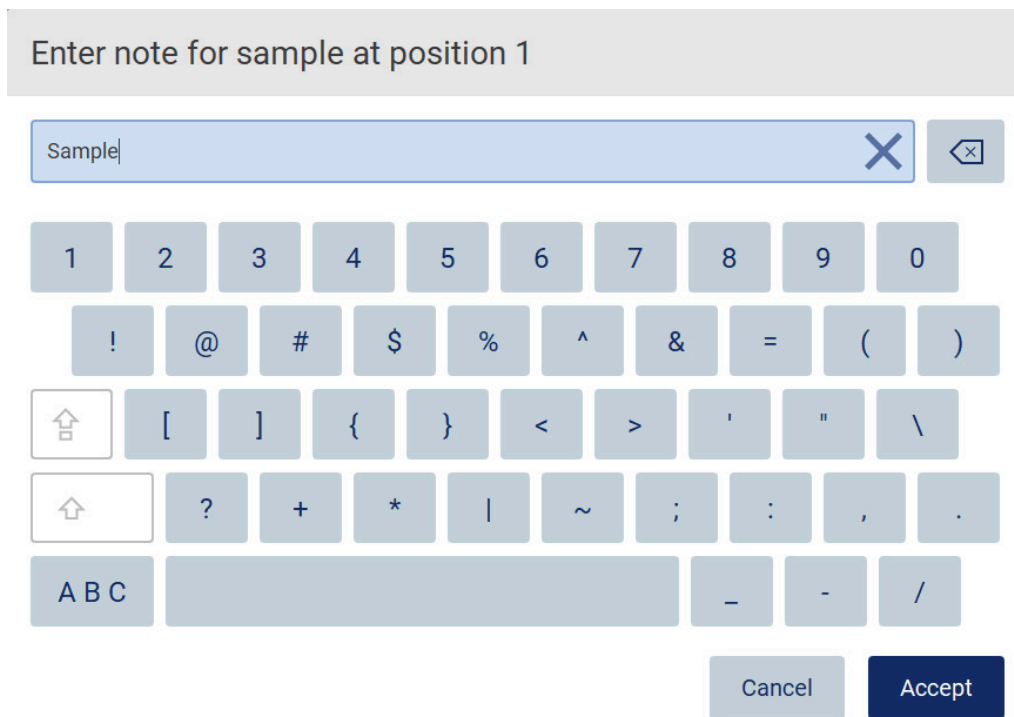 Enter note for sample at position 1
Sample
1 2 3 4 5 6 7 8 9 0
! @ # $ % ^ & = ( )
[ ] { } < > ' " \
? + * | ~ ; : , .
A B C _ - /
Cancel Accept